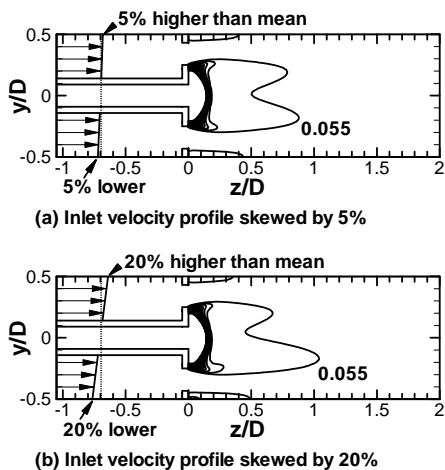 5% higher than mean
y/D
0.5
0
-0.5
0.055
-1 -0.5 0 0.5 1 1.5 2
5% lower
z/D
(a) Inlet velocity profile skewed by 5%
20% higher than mean
y/D
0.5
0
-0.5
0.055
-1 -0.5 0 0.5 1 1.5 2
20% lower
z/D
(b) Inlet velocity profile skewed by 20%